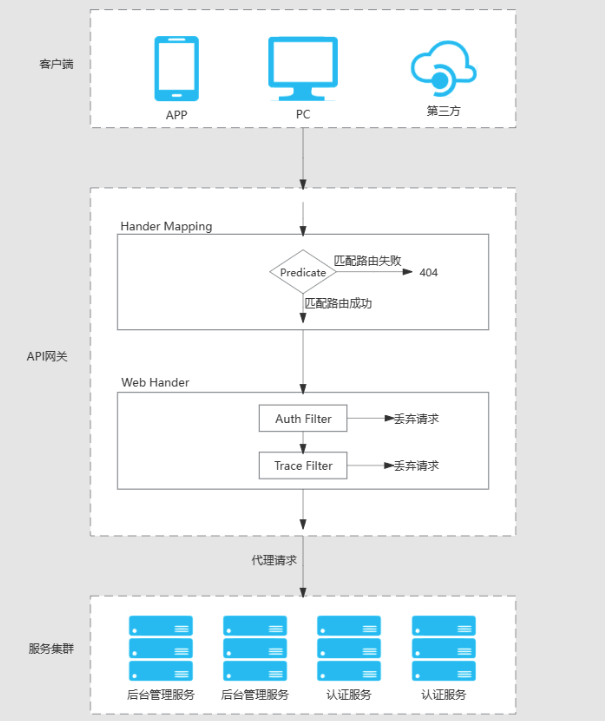 客户端
APP
PC
第三方
Hander Mapping
Predicate
匹配路由失败
404
匹配路由成功
API网关
Web Hander
Auth Filter
丢弃请求
Trace Filter
丢弃请求
代理请求
服务集群
后台管理服务
后台管理服务
认证服务
认证服务